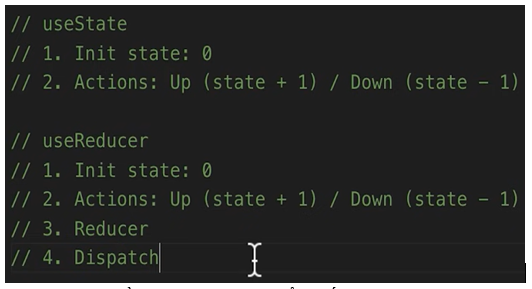 // useState
// 1. Init state: 0
// 2. Actions: Up (state + 1) / Down (state - 1)
// useReducer
// 1. Init state: 0
// 2. Actions: Up (state + 1) / Down (state - 1)
// 3. Reducer
// 4. Dispatch